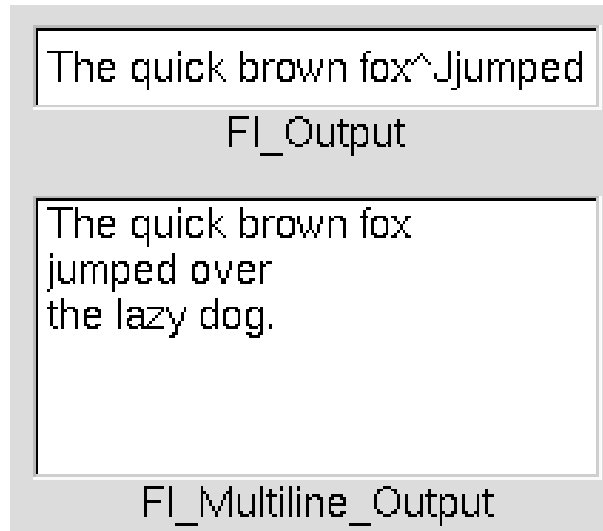 The quick brown fox^Jjumped
Fl_Output
The quick brown fox
jumped over
the lazy dog.
Fl_Multiline_Output